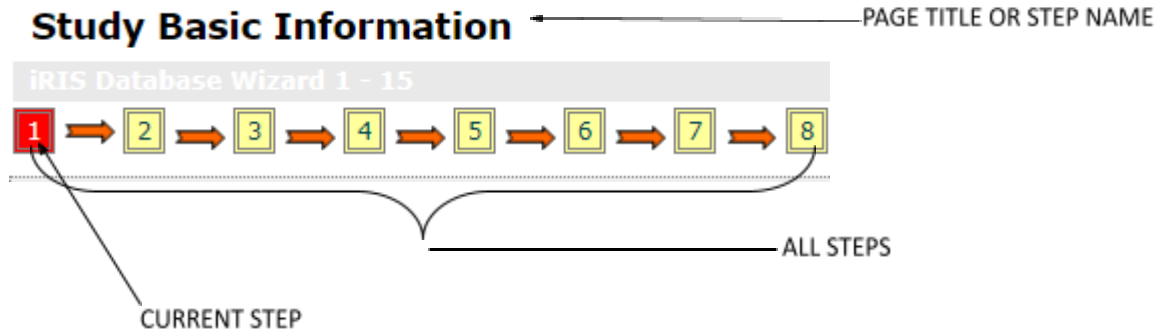 Study Basic Information
PAGE TITLE OR STEP NAME
iRIS Database Wizard 1 - 15
1 2 3 4 5 6 7 8
ALL STEPS
CURRENT STEP